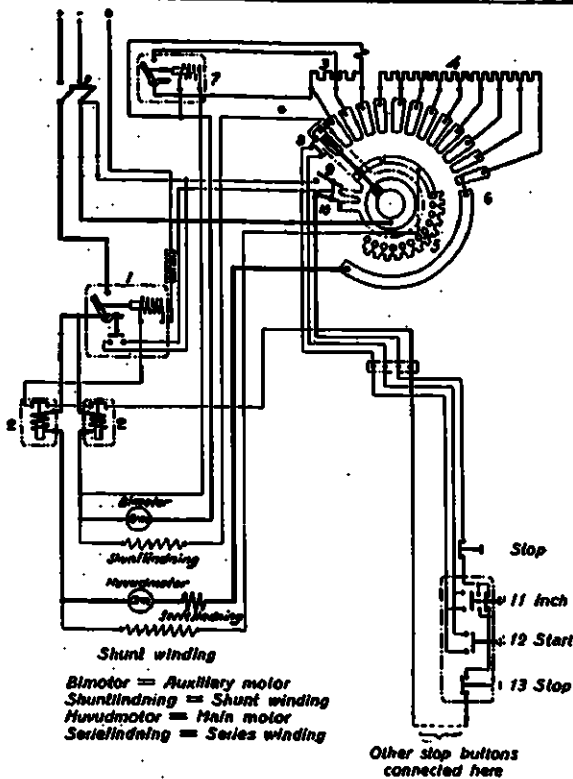 + - 0
3
4
7
8
9
10
5
6
1
2
2
Bimotor
Shuntlindning
Huvudmotor
Serielindning
Shunt winding
Bimotor = Auxiliary motor
Shuntlindning = Shunt winding
Huvudmotor = Main motor
Serielindning = Series winding
Stop
11 Inch
12 Start
13 Stop
Other stop buttons
connected here